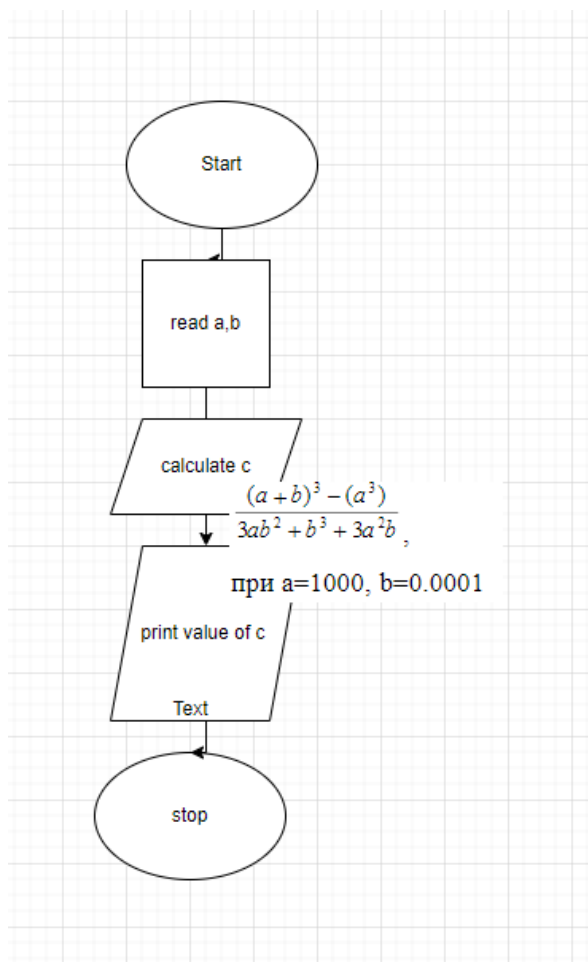 Start
read a,b
calculate c
(a+b)³−(a³)
3ab²+b³+3a²b,
при a=1000, b=0.0001
print value of c
Text
stop